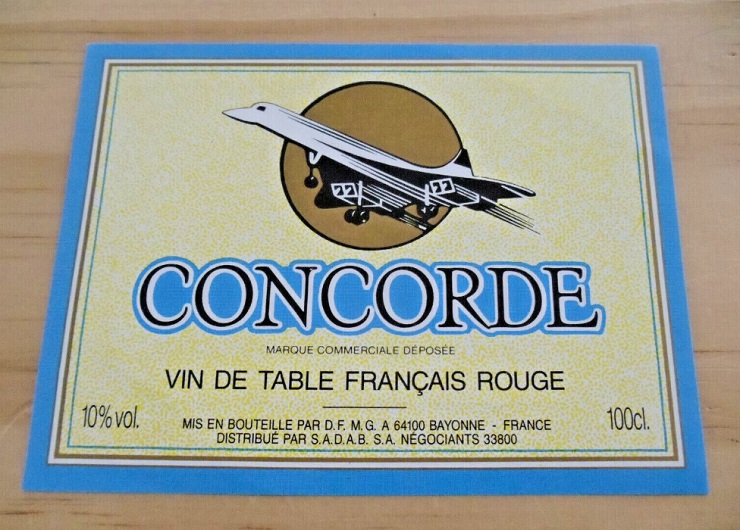 CONCORDE
MARQUE COMMERCIALE DÉPOSÉE
VIN DE TABLE FRANÇAIS ROUGE
10% vol.
MIS EN BOUTEILLE PAR D.F. M.G. A 64100 BAYONNE - FRANCE
DISTRIBUÉ PAR S.A.D.A.B. S.A. NÉGOCIANTS 33800
100cl.